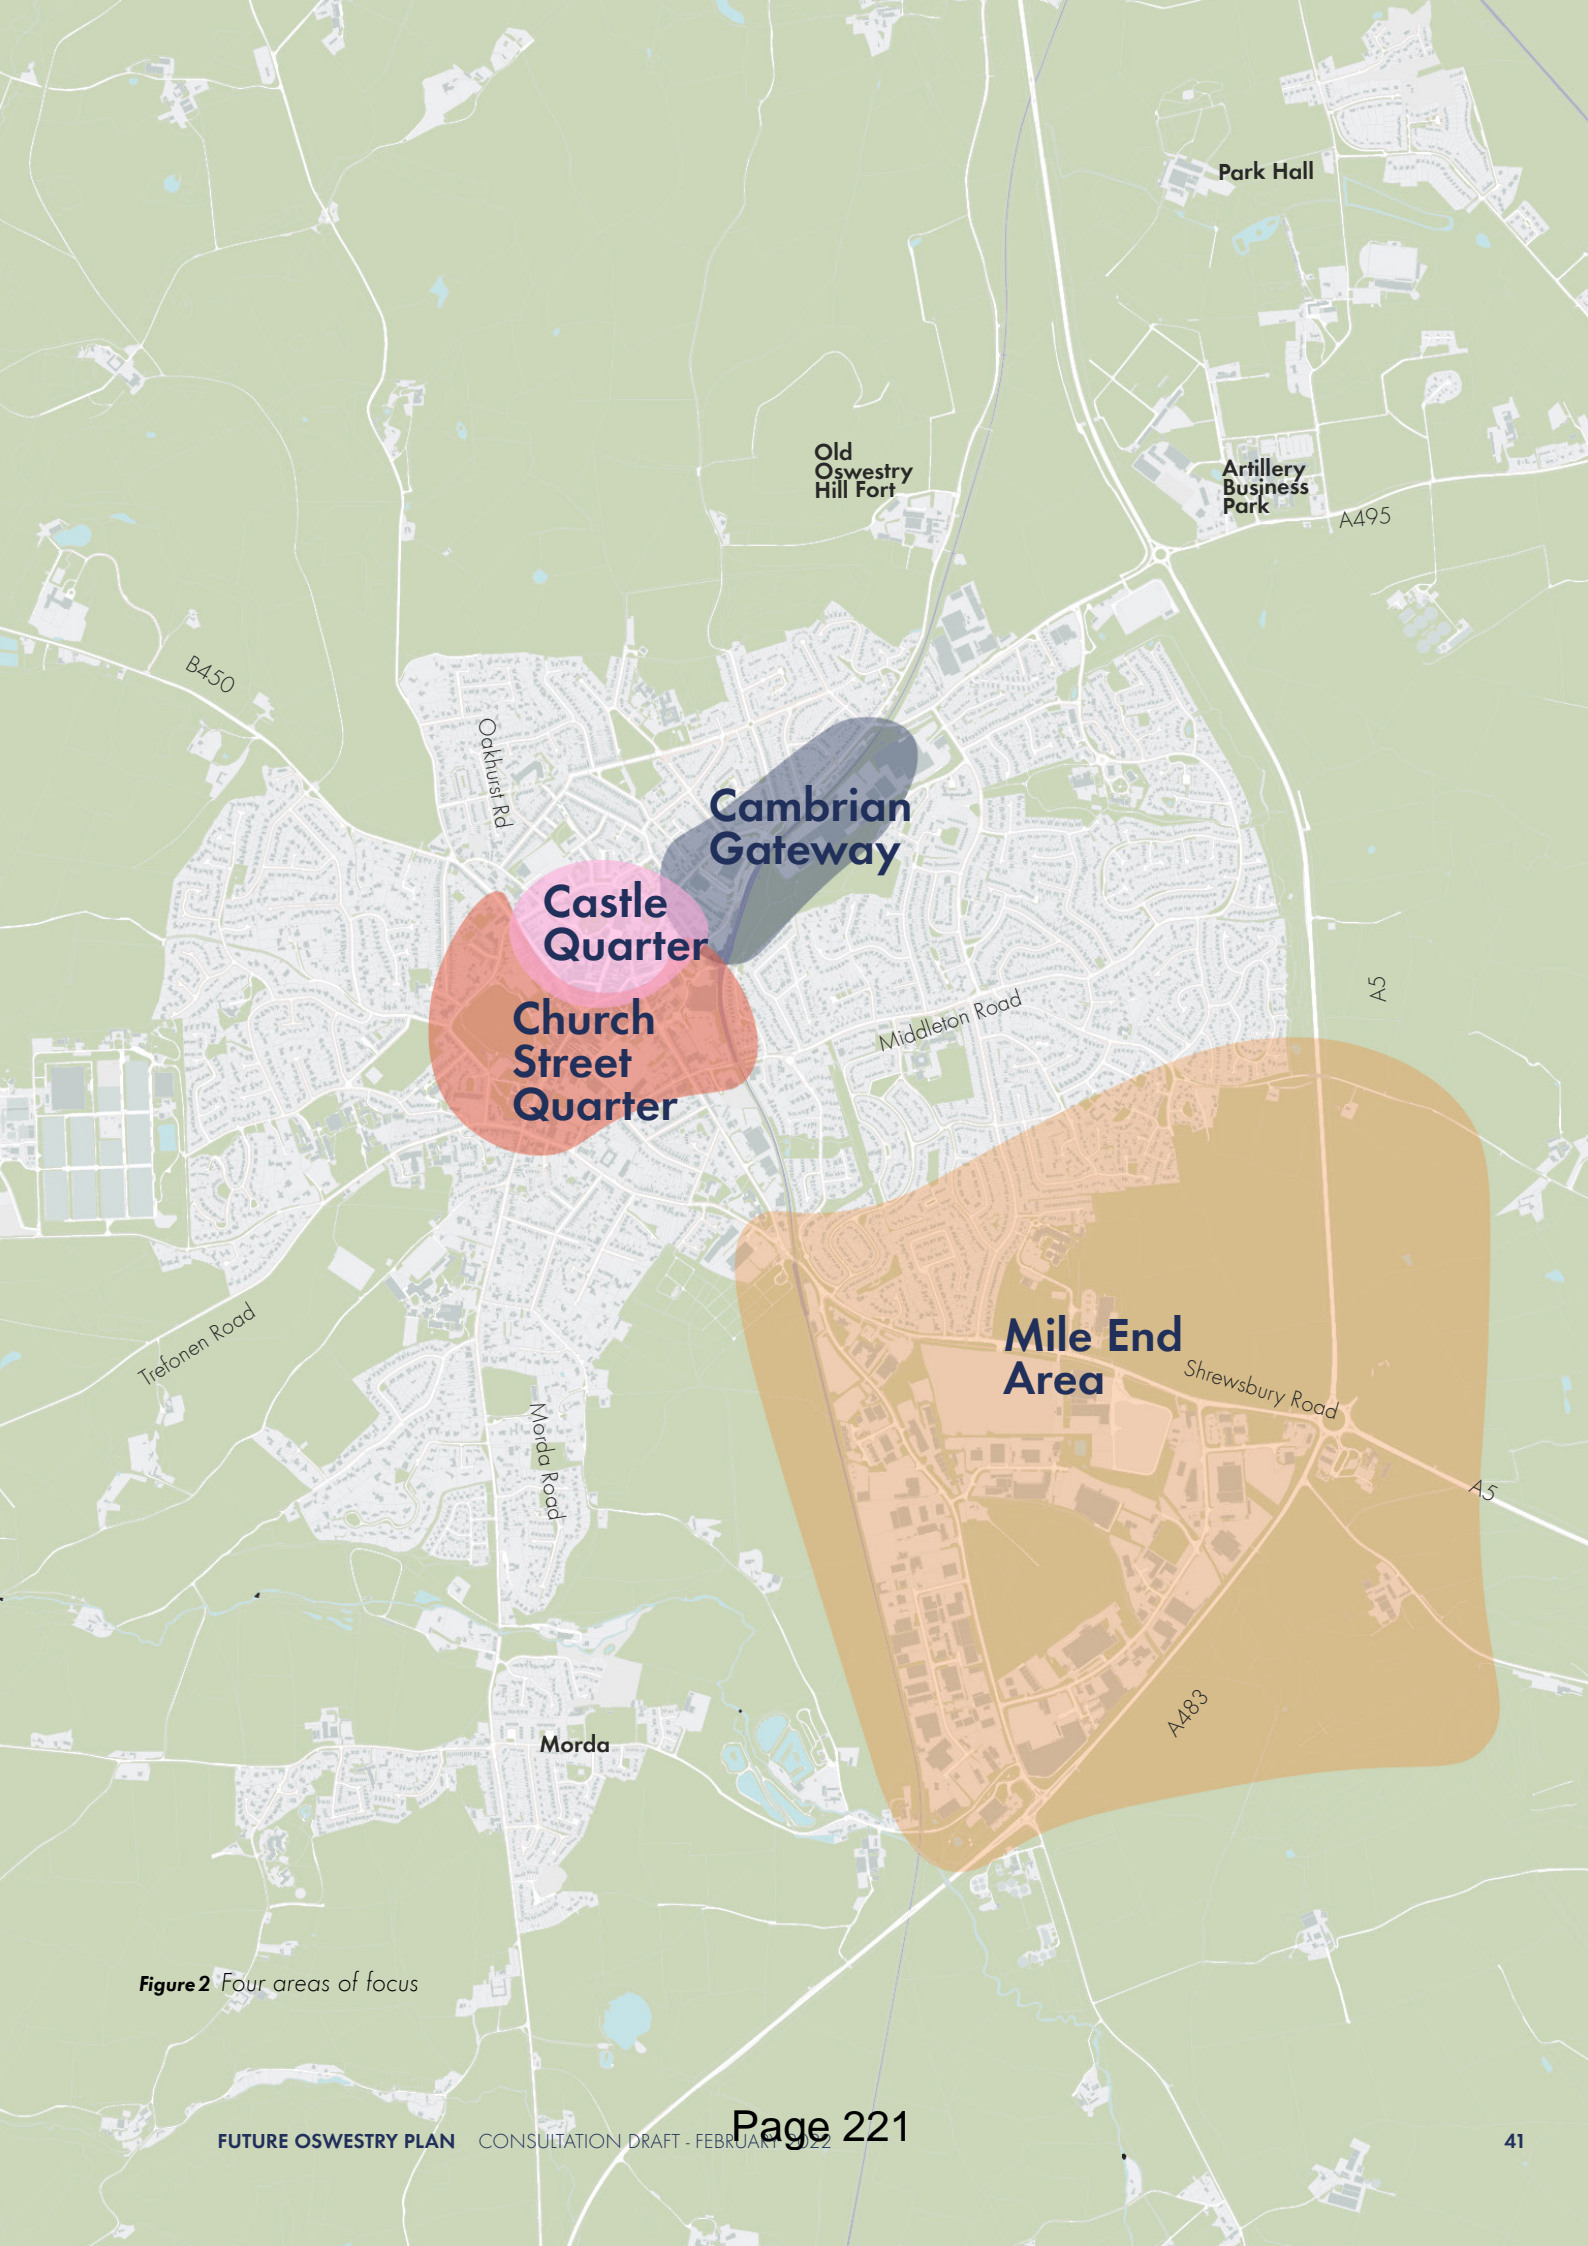 Park Hall
Old
Oswestry
Hill Fort
Artillery
Business
Park
A495
B450
Oakhurst Rd
Cambrian
Gateway
Castle
Quarter
Church
Street
Quarter
Middleton Road
A5
Mile End
Area
Shrewsbury Road
Trefonen Road
Morda Road
A5
A483
Morda
Figure 2 Four areas of focus
FUTURE OSWESTRY PLAN CONSULTATION DRAFT - FEBRUARY 2022
Page 221
41